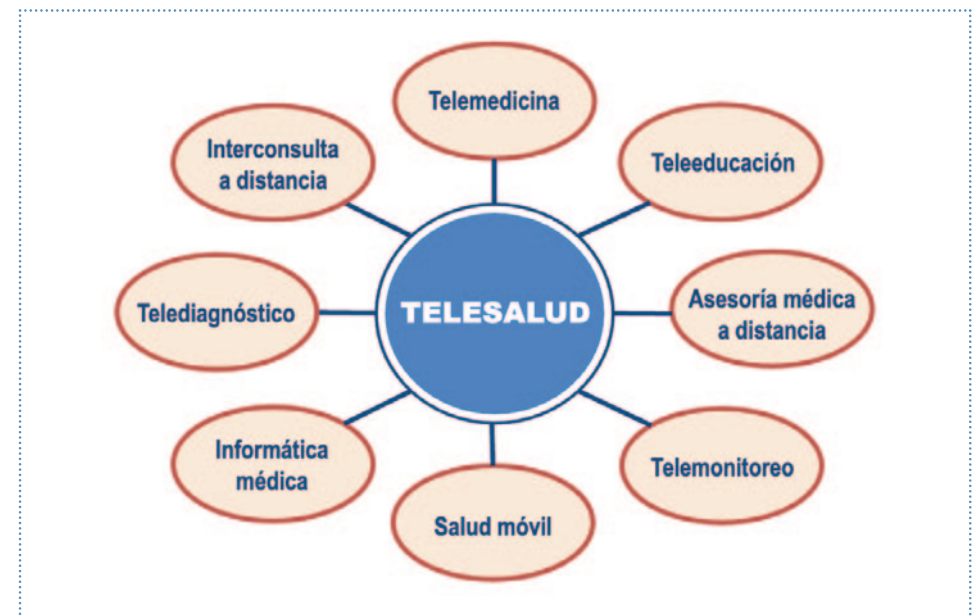 Telemedicina
Interconsulta
a distancia
Teleeducación
TELESALUD
Telediagnóstico
Asesoría médica
a distancia
Informática
médica
Telemonitoreo
Salud móvil